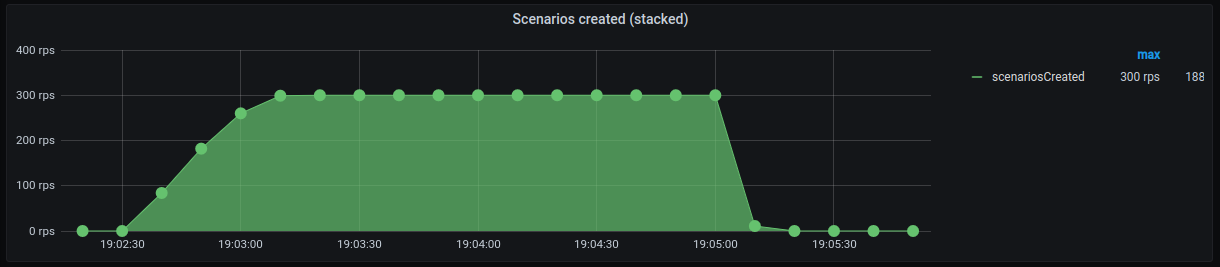 Scenarios created (stacked)
400 rps
300 rps
200 rps
100 rps
0 rps
19:02:30 19:03:00 19:03:30 19:04:00 19:04:30 19:05:00 19:05:30
max
scenariosCreated 300 rps 188